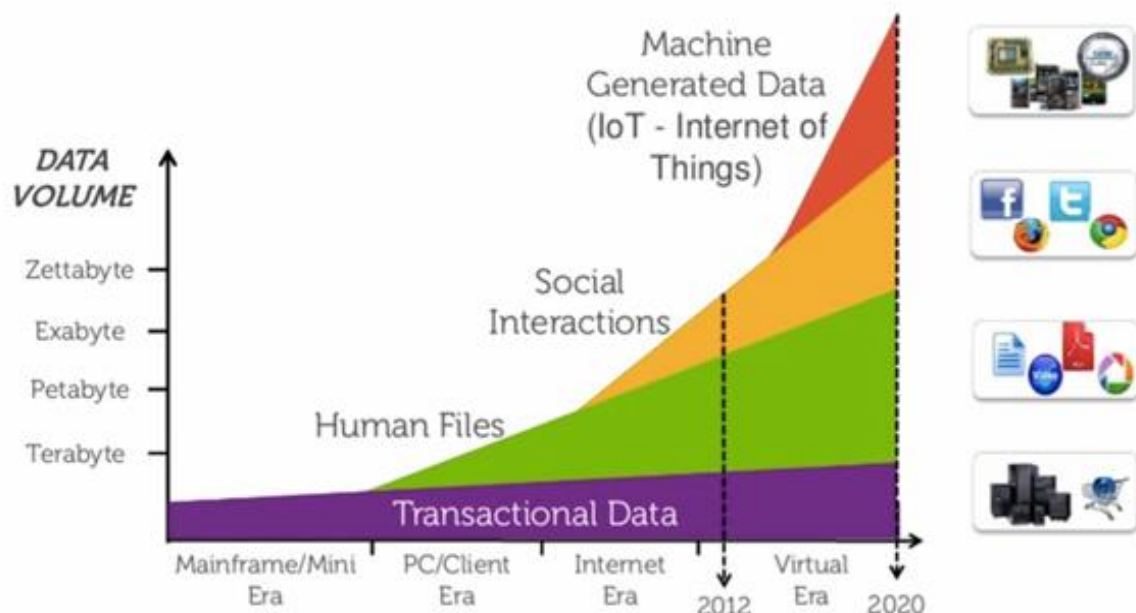 Machine
Generated Data
(IoT - Internet of
Things)
DATA
VOLUME
Zettabyte
Social
Interactions
Exabyte
Petabyte
Human Files
Terabyte
Transactional Data
Mainframe/Mini
Era
PC/Client
Era
Internet
Era
Virtual
Era
2012
2020